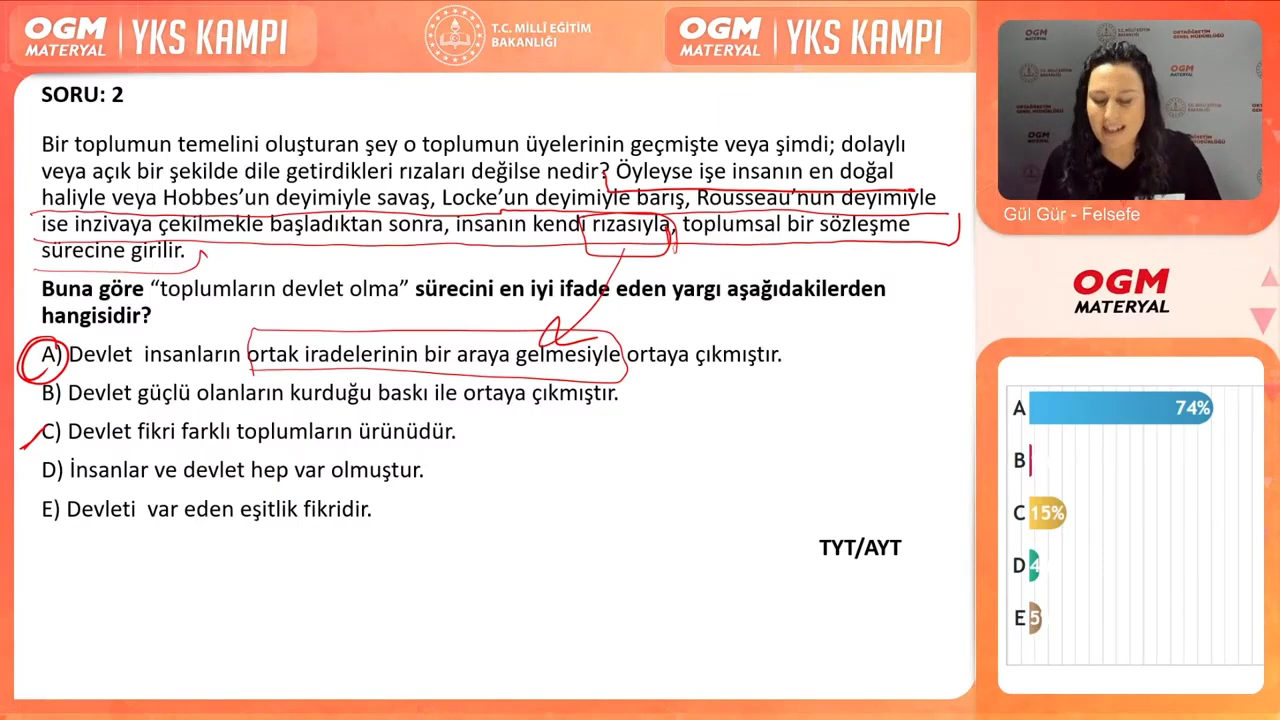 OGM
MATERYAL
YKS KAMPI
T.C. MİLLÎ EĞİTİM
BAKANLIĞI
OGM
MATERYAL
YKS KAMPI
SORU: 2
Bir toplumun temelini oluşturan şey o toplumun üyelerinin geçmişte veya şimdi; dolaylı
veya açık bir şekilde dile getirdikleri rızaları değilse nedir? Öyleyse işe insanın en doğal
haliyle veya Hobbes’un deyimiyle savaş, Locke’un deyimiyle barış, Rousseau’nun deyimiyle
ise inzivaya çekilmekle başladıktan sonra, insanın kendi rızasıyla, toplumsal bir sözleşme
sürecine girilir.
Buna göre “toplumların devlet olma” sürecini en iyi ifade eden yargı aşağıdakilerden
hangisidir?
A) Devlet insanların ortak iradelerinin bir araya gelmesiyle ortaya çıkmıştır.
B) Devlet güçlü olanların kurduğu baskı ile ortaya çıkmıştır.
C) Devlet fikri farklı toplumların ürünüdür.
D) İnsanlar ve devlet hep var olmuştur.
E) Devleti var eden eşitlik fikridir.
TYT/AYT
Gül Gür - Felsefe
OGM
MATERYAL
A 74%
B
C 15%
D 4
E 5